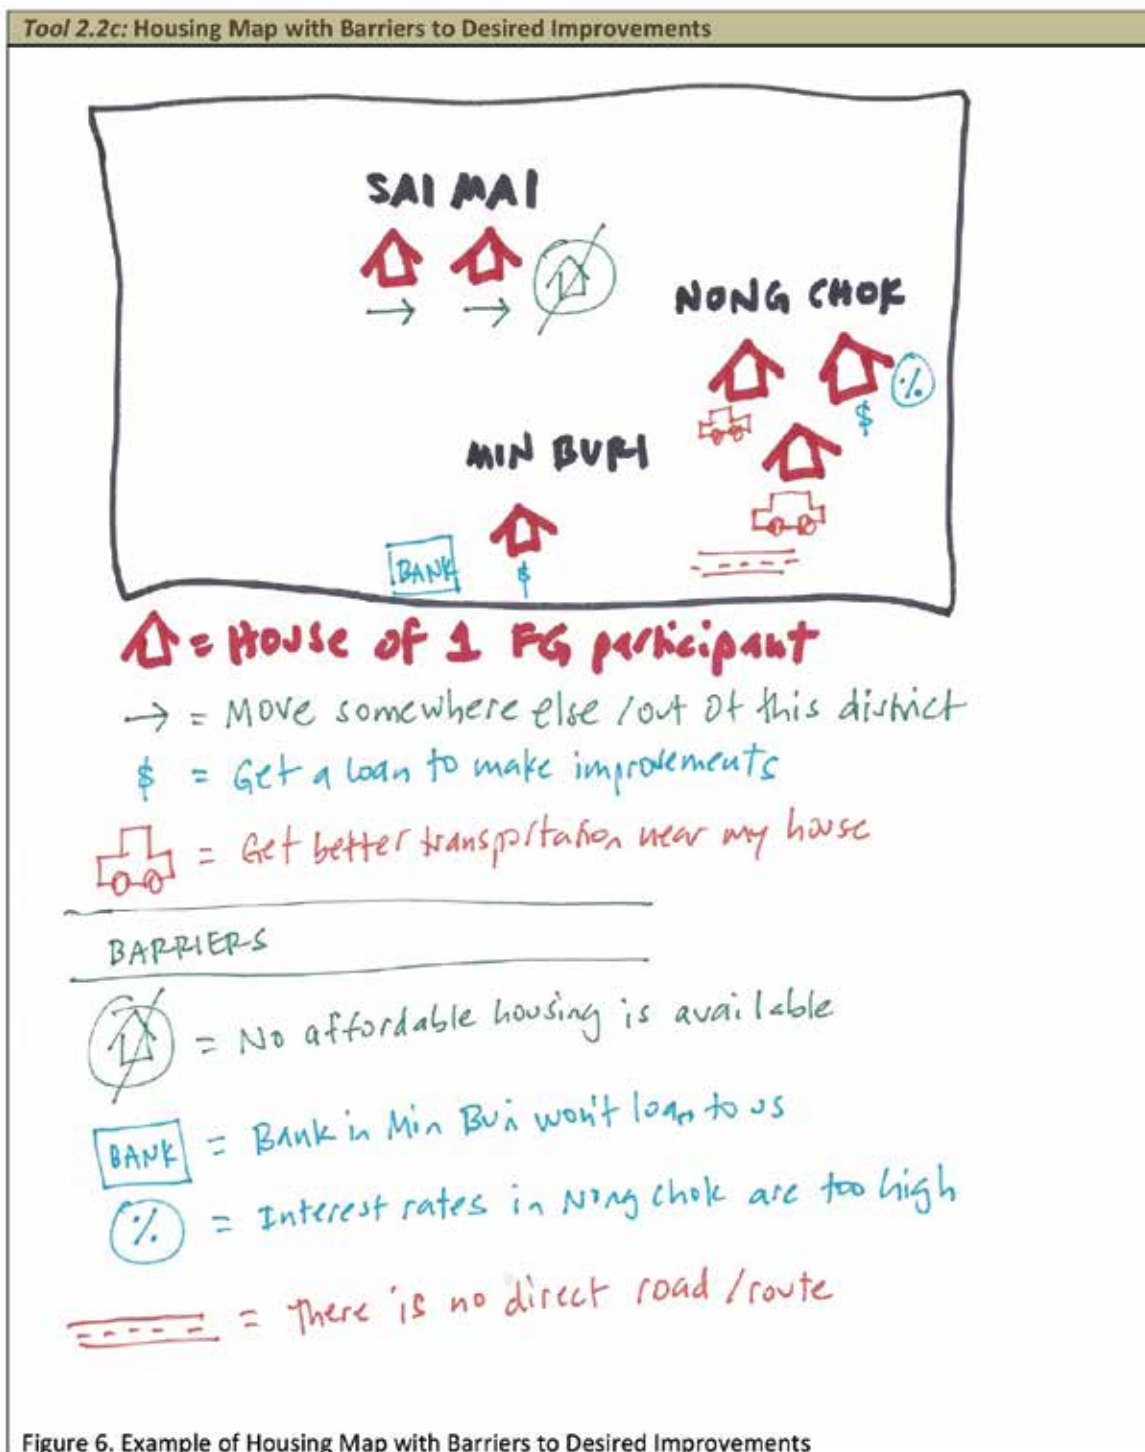 Tool 2.2c: Housing Map with Barriers to Desired Improvements
SAI MAI
NONG CHOK
%
$
MIN BURI
BANK
$
= House of 1 FG participant
→ = Move somewhere else / out of this district
$ = Get a loan to make improvements
= Get better transportation near my house
BARRIERS
= No affordable housing is available
BANK = Bank in Min Buri won't loan to us
% = Interest rates in Nong chok are too high
= There is no direct road / route
Figure 6. Example of Housing Map with Barriers to Desired Improvements